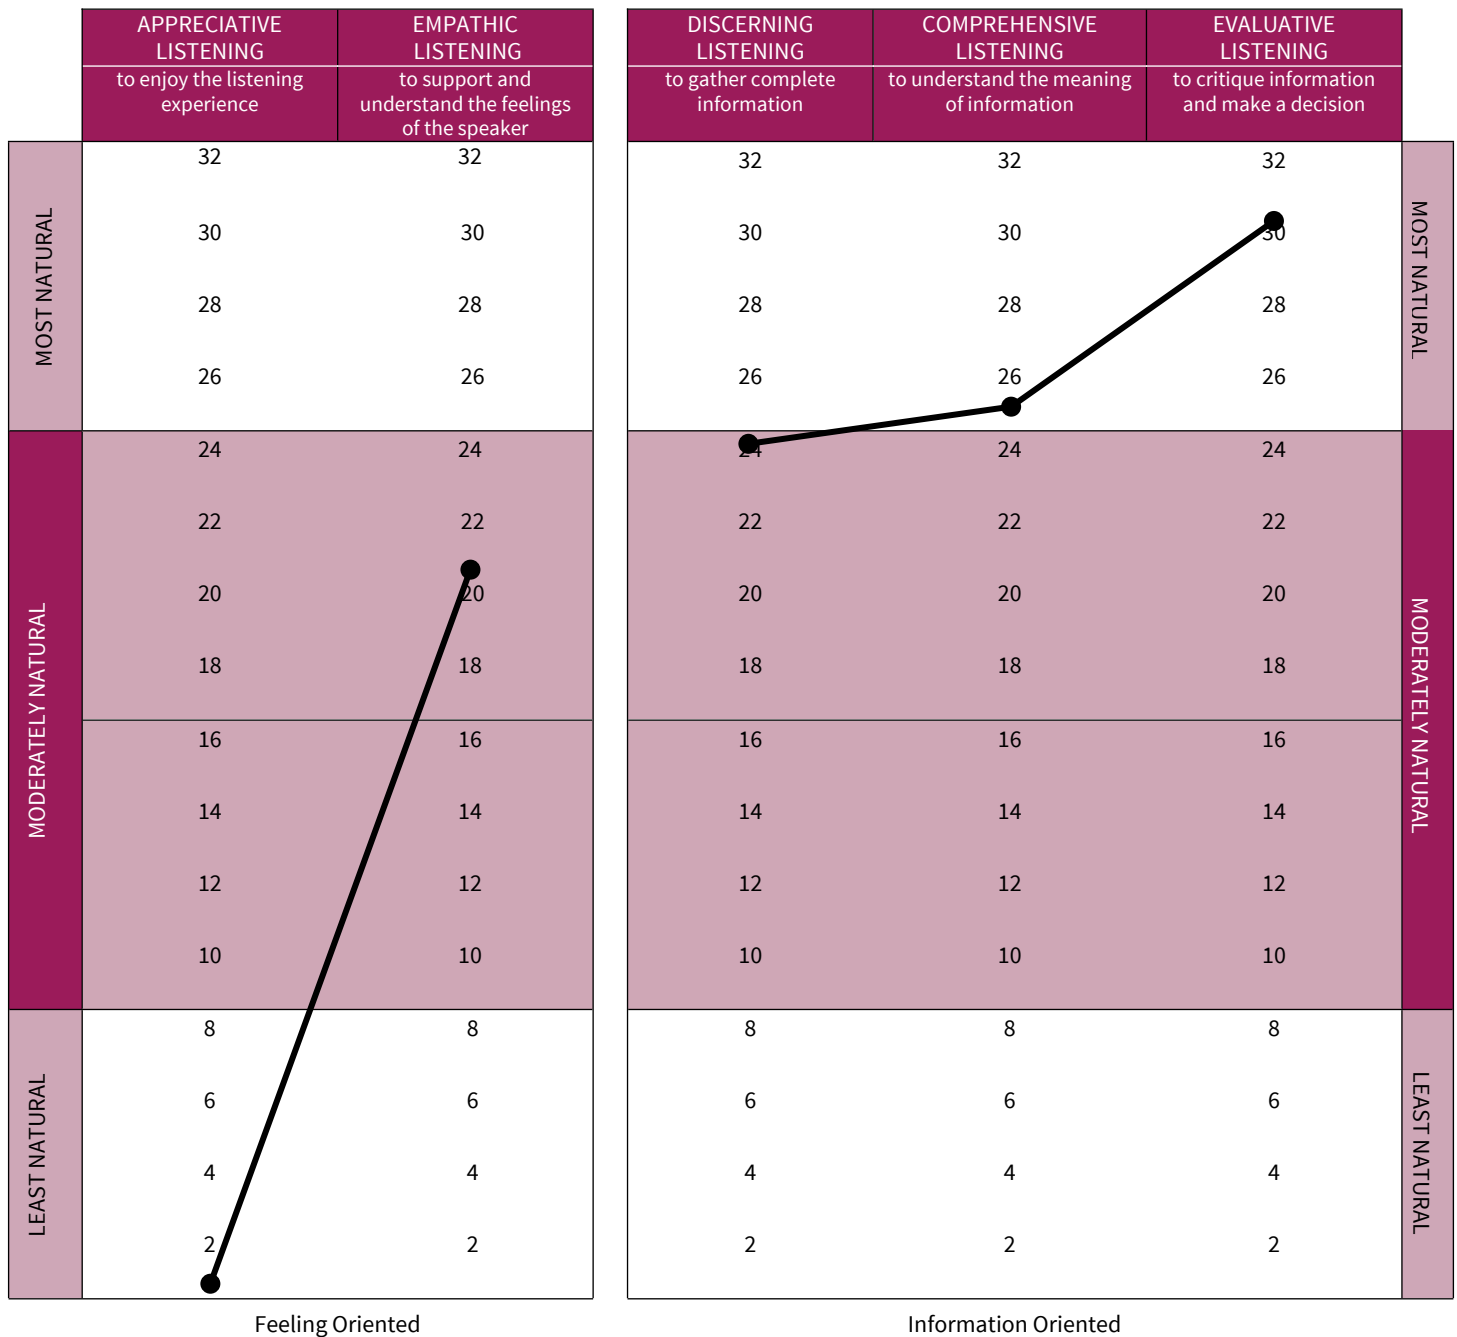 APPRECIATIVE
LISTENING
to enjoy the listening
experience
EMPATHIC
LISTENING
to support and
understand the feelings
of the speaker
DISCERNING
LISTENING
to gather complete
information
COMPREHENSIVE
LISTENING
to understand the meaning
of information
EVALUATIVE
LISTENING
to critique information
and make a decision
MOST NATURAL
MODERATELY NATURAL
LEAST NATURAL
32 32 32 32 32
30 30 30 30 30
28 28 28 28 28
26 26 26 26 26
24 24 24 24 24
22 22 22 22 22
20 20 20 20 20
18 18 18 18 18
16 16 16 16 16
14 14 14 14 14
12 12 12 12 12
10 10 10 10 10
8 8 8 8 8
6 6 6 6 6
4 4 4 4 4
2 2 2 2 2
MOST NATURAL
MODERATELY NATURAL
LEAST NATURAL
Feeling Oriented
Information Oriented